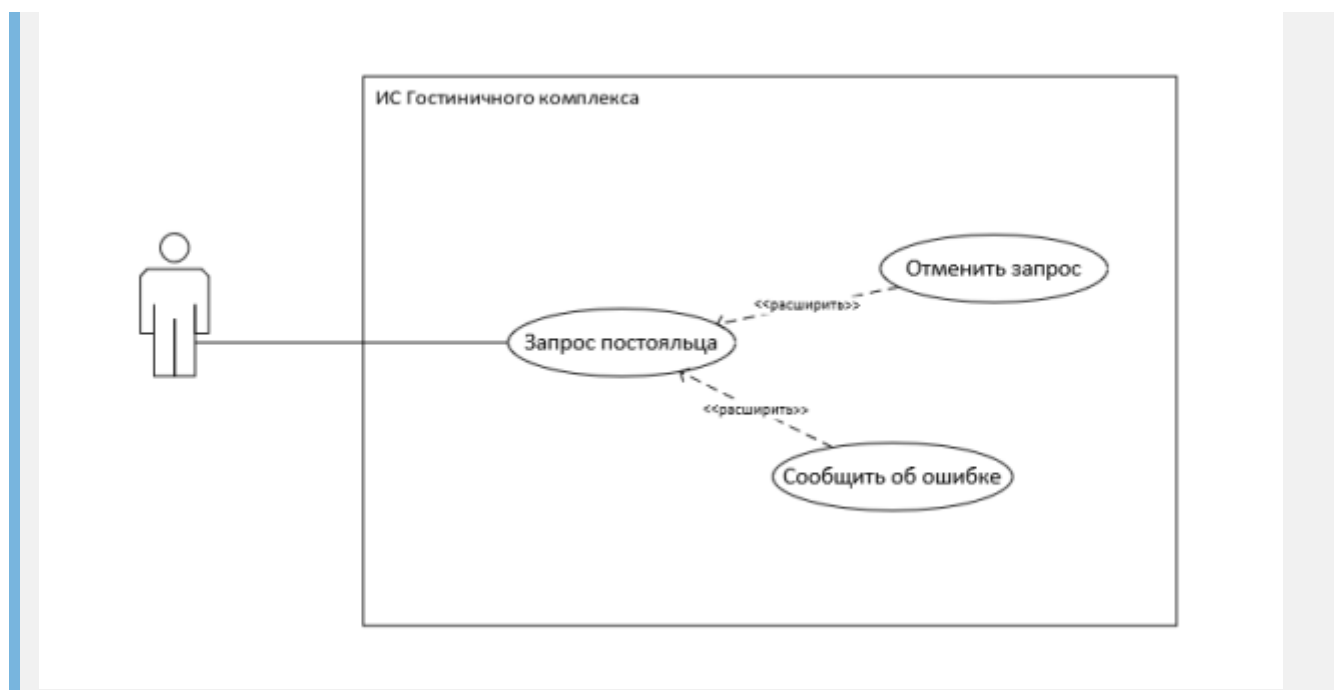 ИС Гостиничного комплекса
Отменить запрос
<<расширить>>
Запрос постояльца
<<расширить>>
Сообщить об ошибке